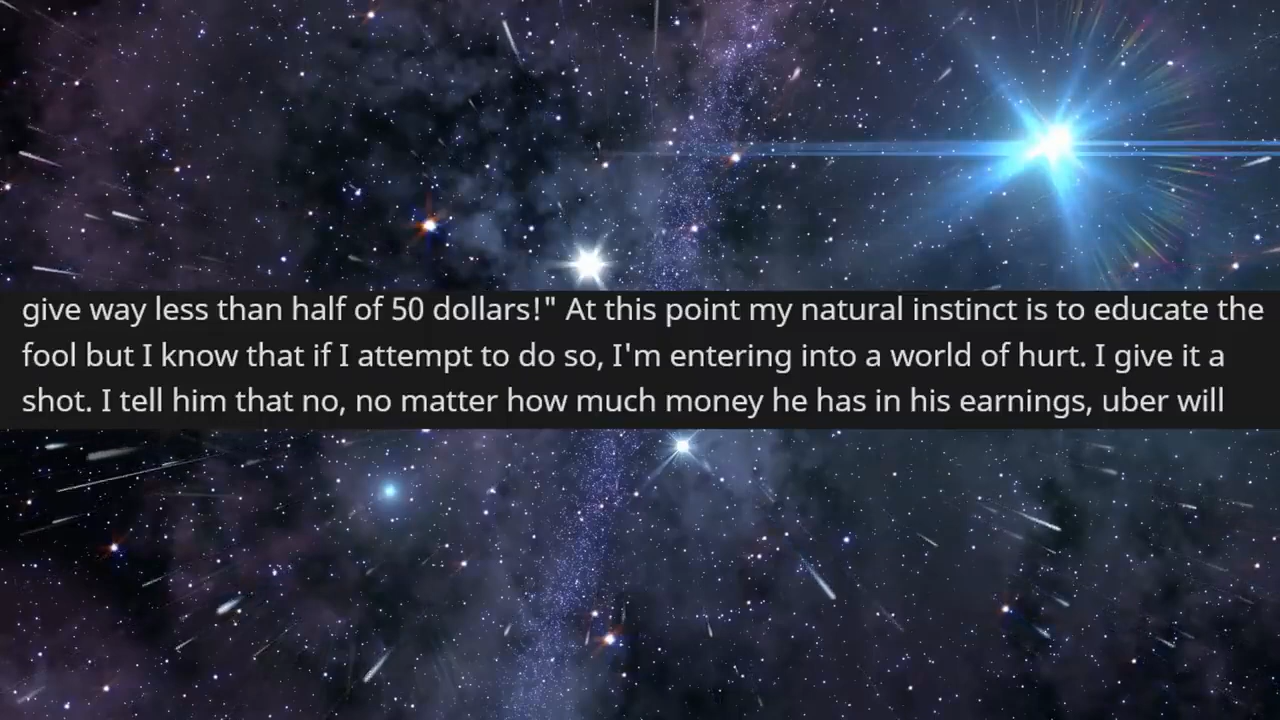 give way less than half of 50 dollars!" At this point my natural instinct is to educate the
fool but I know that if I attempt to do so, I'm entering into a world of hurt. I give it a
shot. I tell him that no, no matter how much money he has in his earnings, uber will